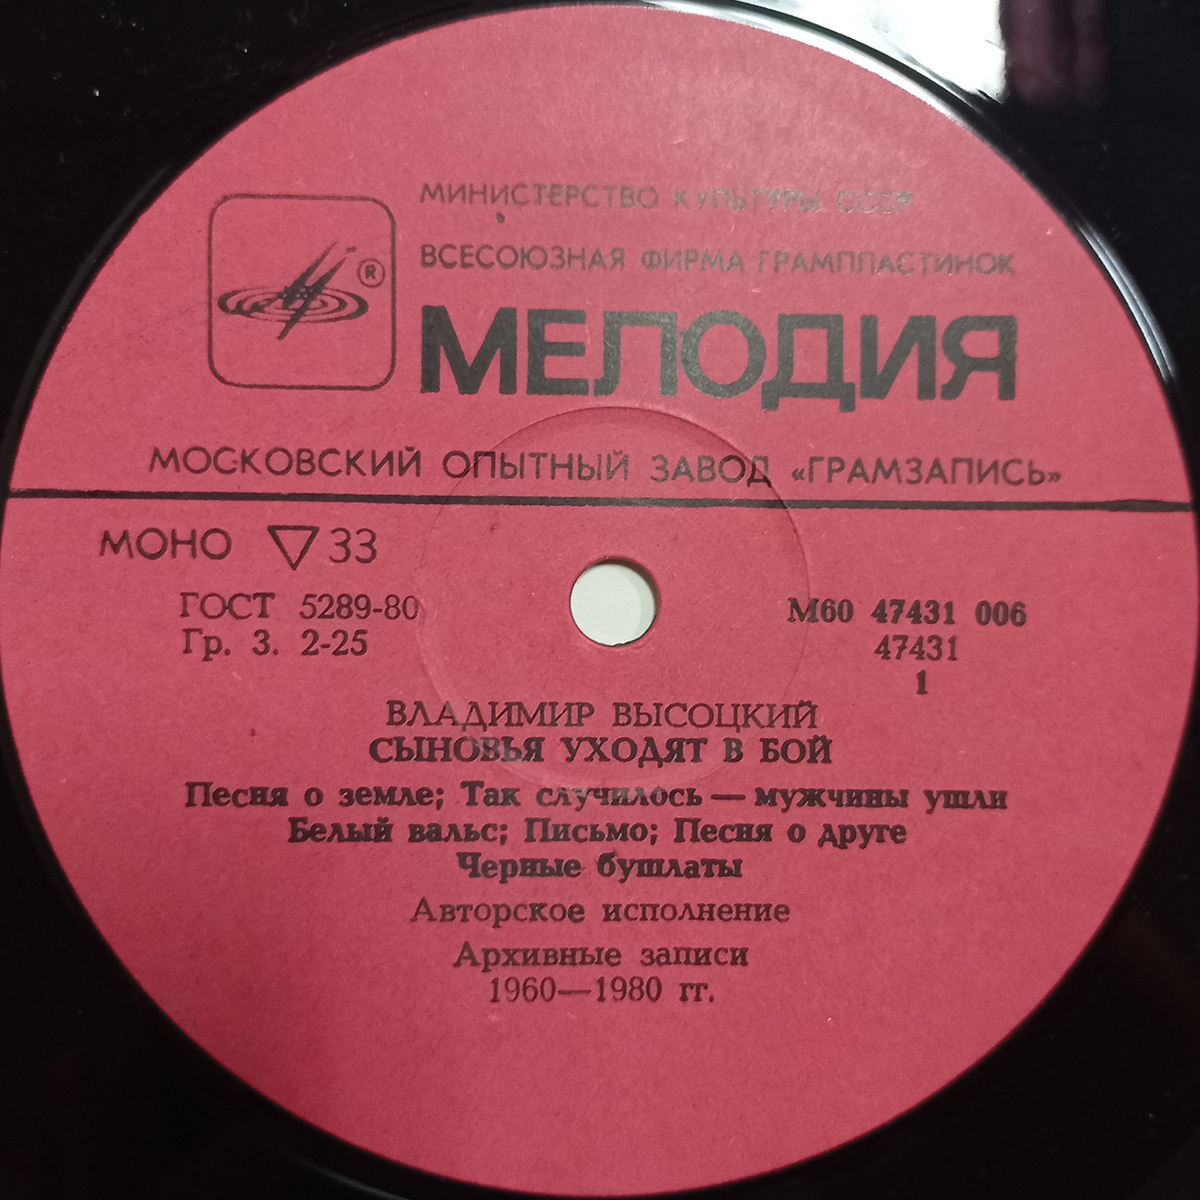 МИНИСТЕРСТВО КУЛЬТУРЫ СССР
ВСЕСОЮЗНАЯ ФИРМА ГРАМПЛАСТИНОК
®
МЕЛОДИЯ
МОСКОВСКИЙ ОПЫТНЫЙ ЗАВОД «ГРАМЗАПИСЬ»
МОНО ▽ 33
ГОСТ 5289-80
Гр. 3. 2-25
М60 47431 006
47431
1
ВЛАДИМИР ВЫСОЦКИЙ
СЫНОВЬЯ УХОДЯТ В БОЙ
Песня о земле; Так случилось — мужчины ушли
Белый вальс; Письмо; Песня о друге
Черные бушлаты
Авторское исполнение
Архивные записи
1960—1980 гг.